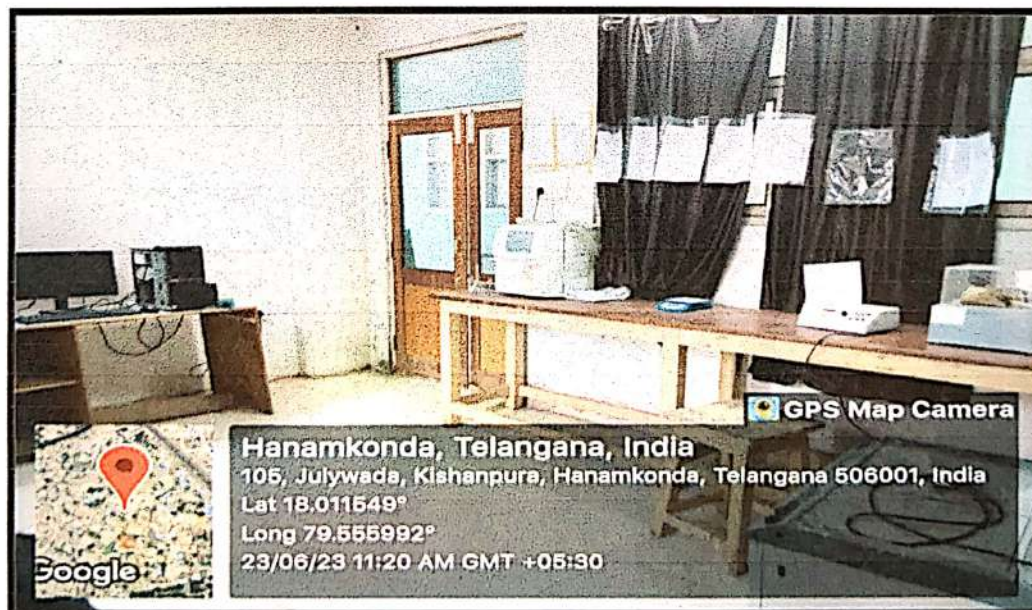 GPS Map Camera
Hanamkonda, Telangana, India
105, Julywada, Kishanpura, Hanamkonda, Telangana 506001, India
Lat 18.011549°
Long 79.555992°
23/06/23 11:20 AM GMT +05:30
Google